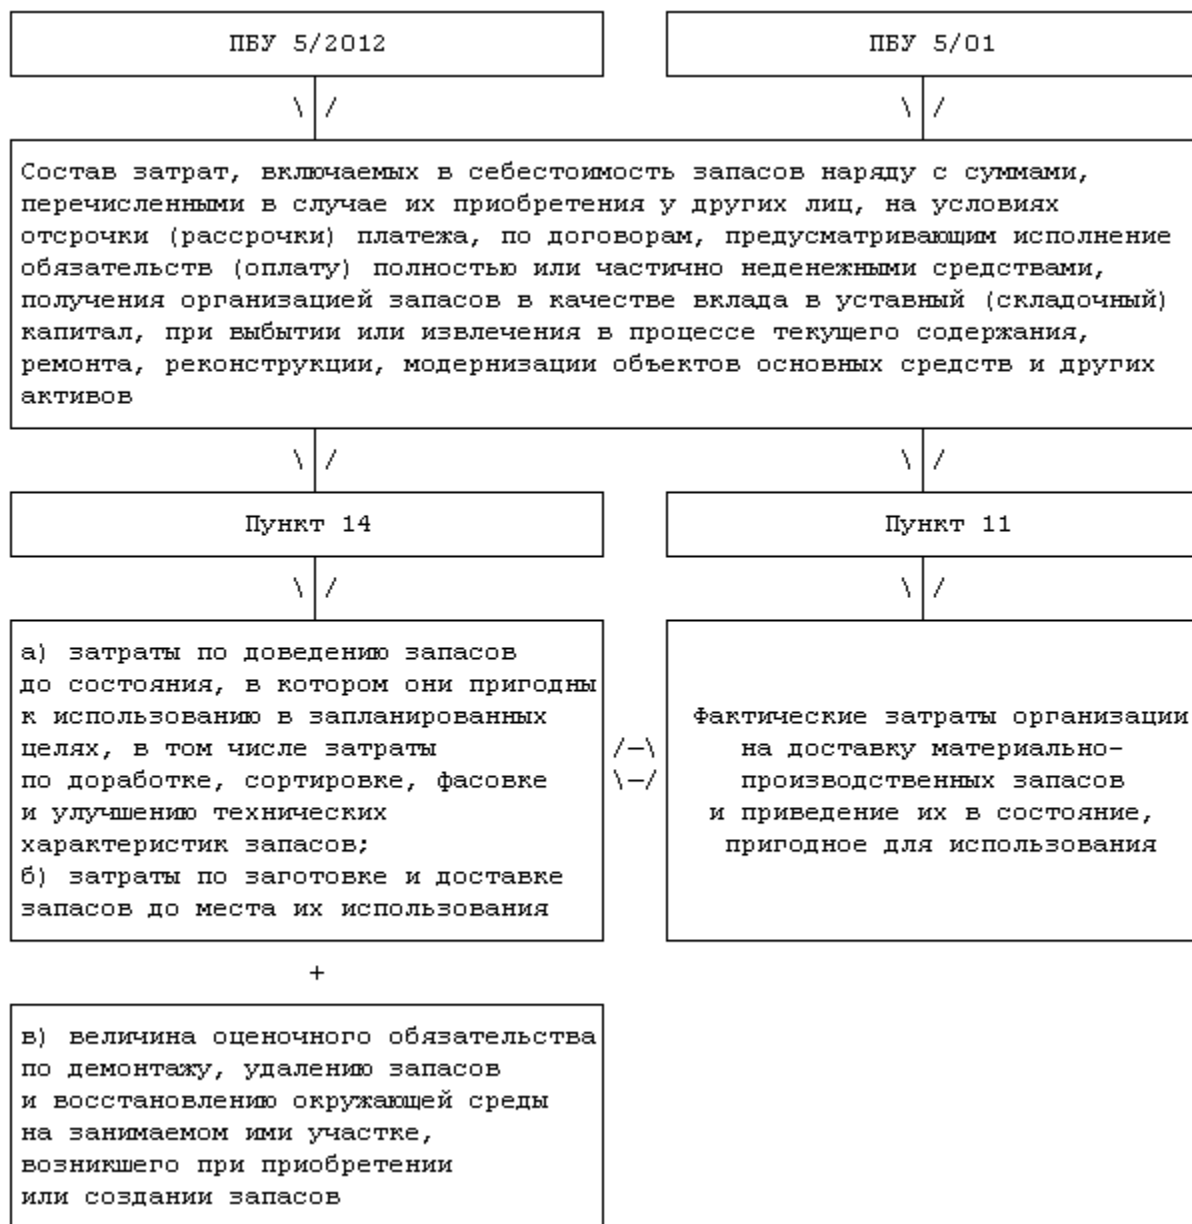 ПБУ 5/2012
ПБУ 5/01
\ /
\ /
Состав затрат, включаемых в себестоимость запасов наряду с суммами,
перечисленными в случае их приобретения у других лиц, на условиях
отсрочки (рассрочки) платежа, по договорам, предусматривающим исполнение
обязательств (оплату) полностью или частично неденежными средствами,
получения организацией запасов в качестве вклада в уставный (складочный)
капитал, при выбытии или извлечения в процессе текущего содержания,
ремонта, реконструкции, модернизации объектов основных средств и других
активов
\ /
\ /
Пункт 14
Пункт 11
\ /
\ /
а) затраты по доведению запасов
до состояния, в котором они пригодны
к использованию в запланированных
целях, в том числе затраты
по доработке, сортировке, фасовке
и улучшению технических
характеристик запасов;
б) затраты по заготовке и доставке
запасов до места их использования
/-\
\-/
Фактические затраты организации
на доставку материально-
производственных запасов
и приведение их в состояние,
пригодное для использования
+
в) величина оценочного обязательства
по демонтажу, удалению запасов
и восстановлению окружающей среды
на занимаемом ими участке,
возникшего при приобретении
или создании запасов